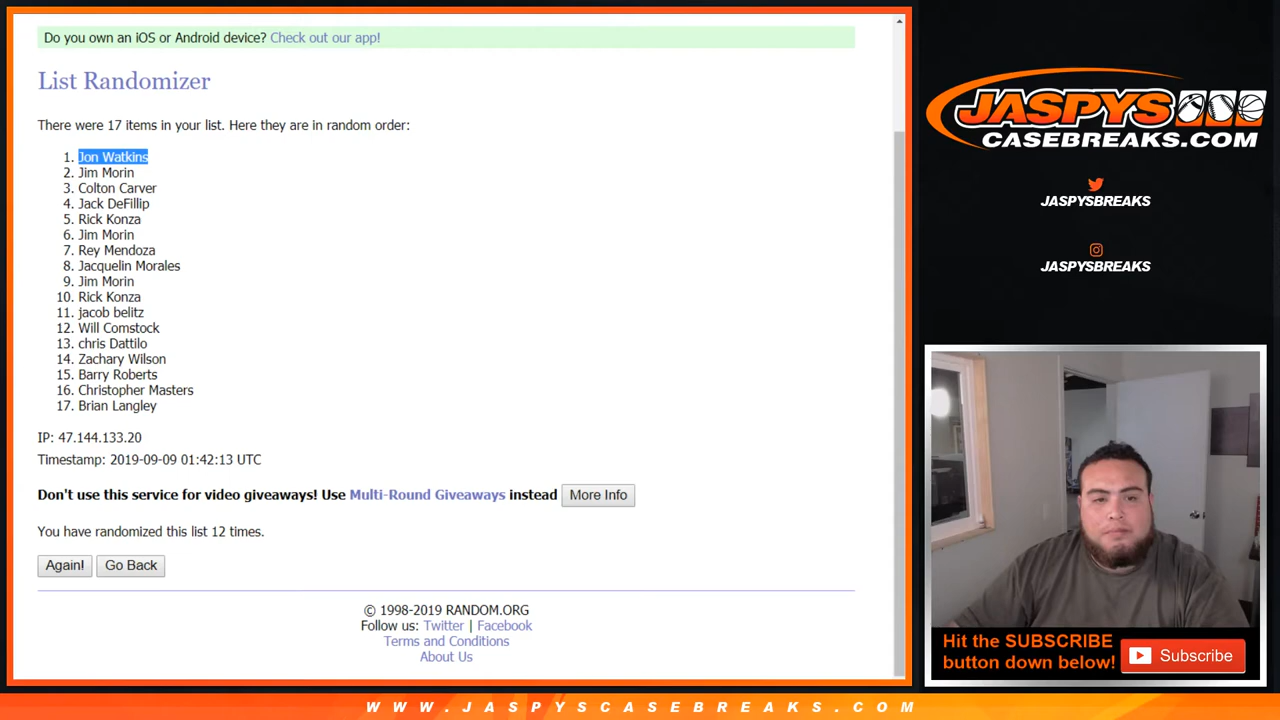 Do you own an iOS or Android device? Check out our app!
List Randomizer
There were 17 items in your list. Here they are in random order:
1. Jon Watkins
2. Jim Morin
3. Colton Carver
4. Jack DeFillip
5. Rick Konza
6. Jim Morin
7. Rey Mendoza
8. Jacquelin Morales
9. Jim Morin
10. Rick Konza
11. jacob belitz
12. Will Comstock
13. chris Dattilo
14. Zachary Wilson
15. Barry Roberts
16. Christopher Masters
17. Brian Langley
IP: 47.144.133.20
Timestamp: 2019-09-09 01:42:13 UTC
Don't use this service for video giveaways! Use Multi-Round Giveaways instead More Info
You have randomized this list 12 times.
Again! Go Back
© 1998-2019 RANDOM.ORG
Follow us: Twitter | Facebook
Terms and Conditions
About Us
JASPYS
CASEBREAKS.COM
JASPYSBREAKS
JASPYSBREAKS
Hit the SUBSCRIBE
button down below!
Subscribe
WWW.JASPYSCASEBREAKS.COM